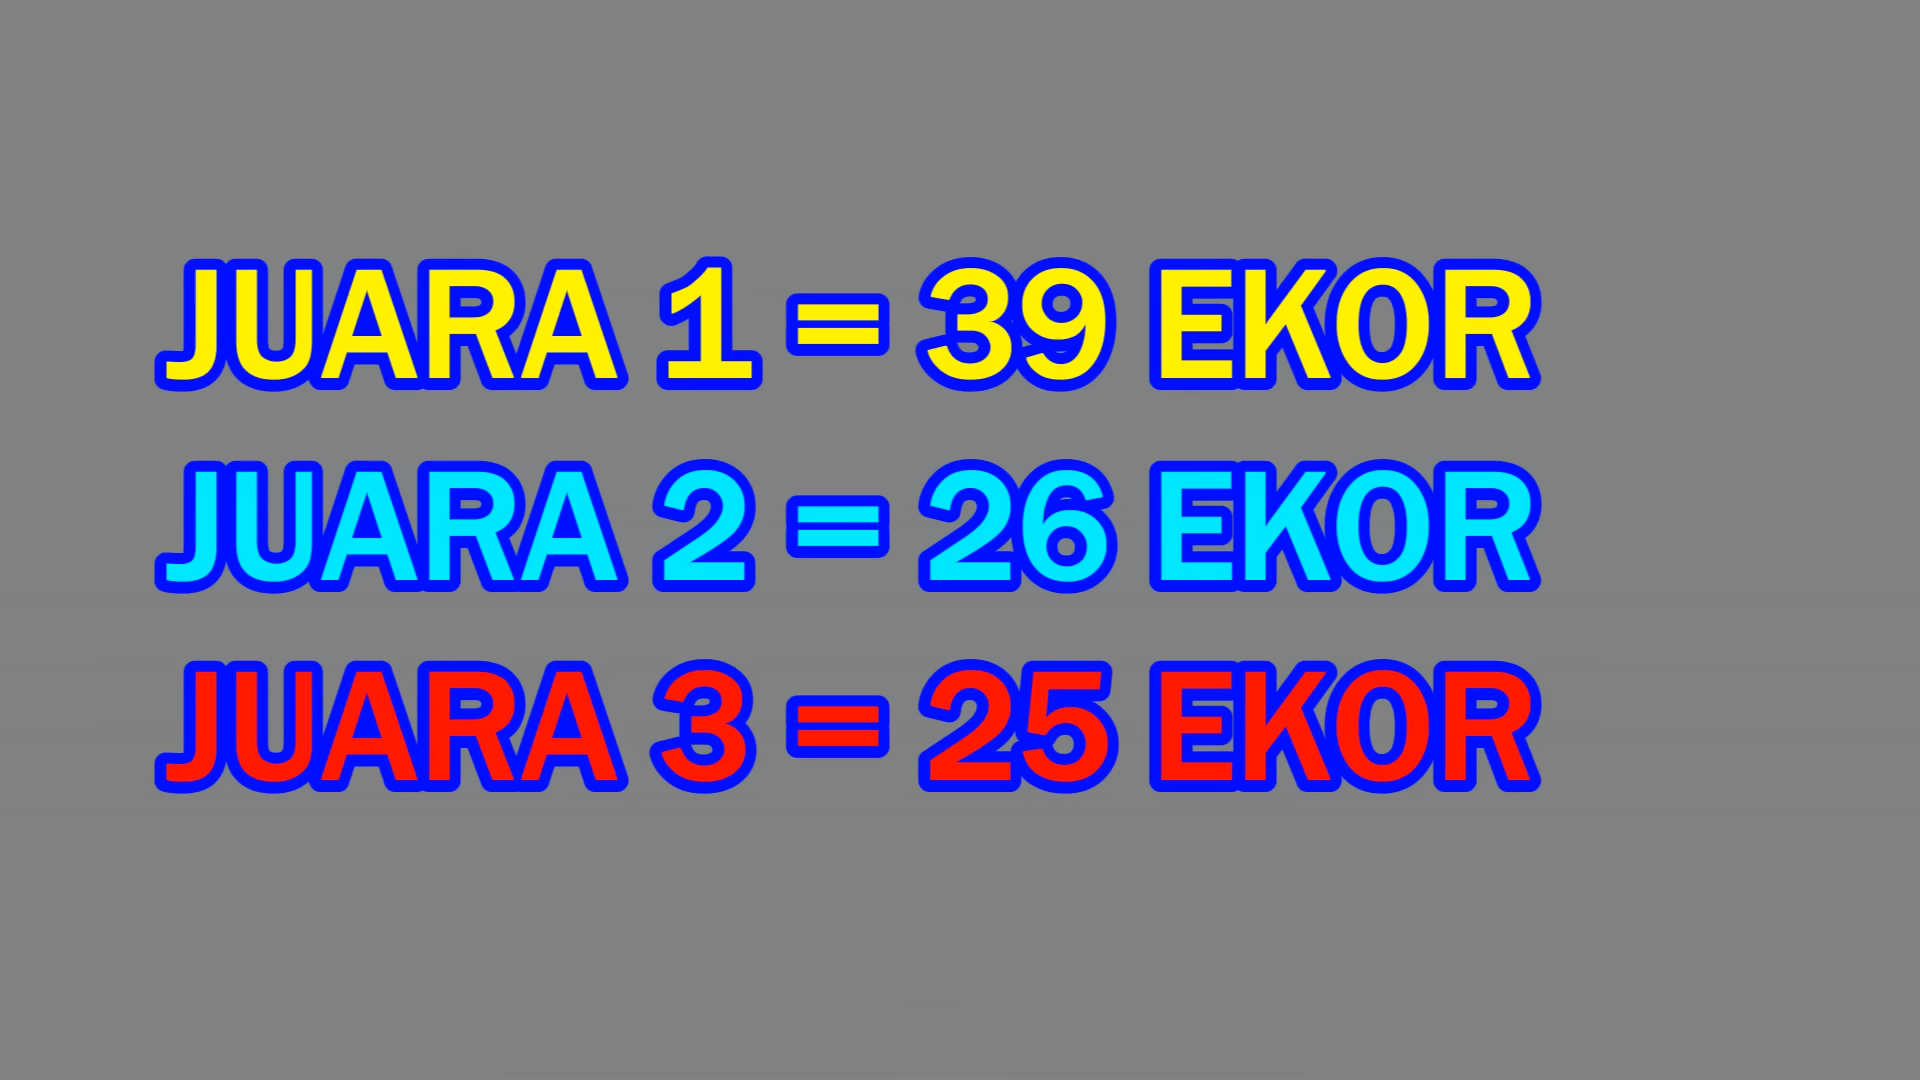 JUARA 1 = 39 EKOR
JUARA 2 = 26 EKOR
JUARA 3 = 25 EKOR